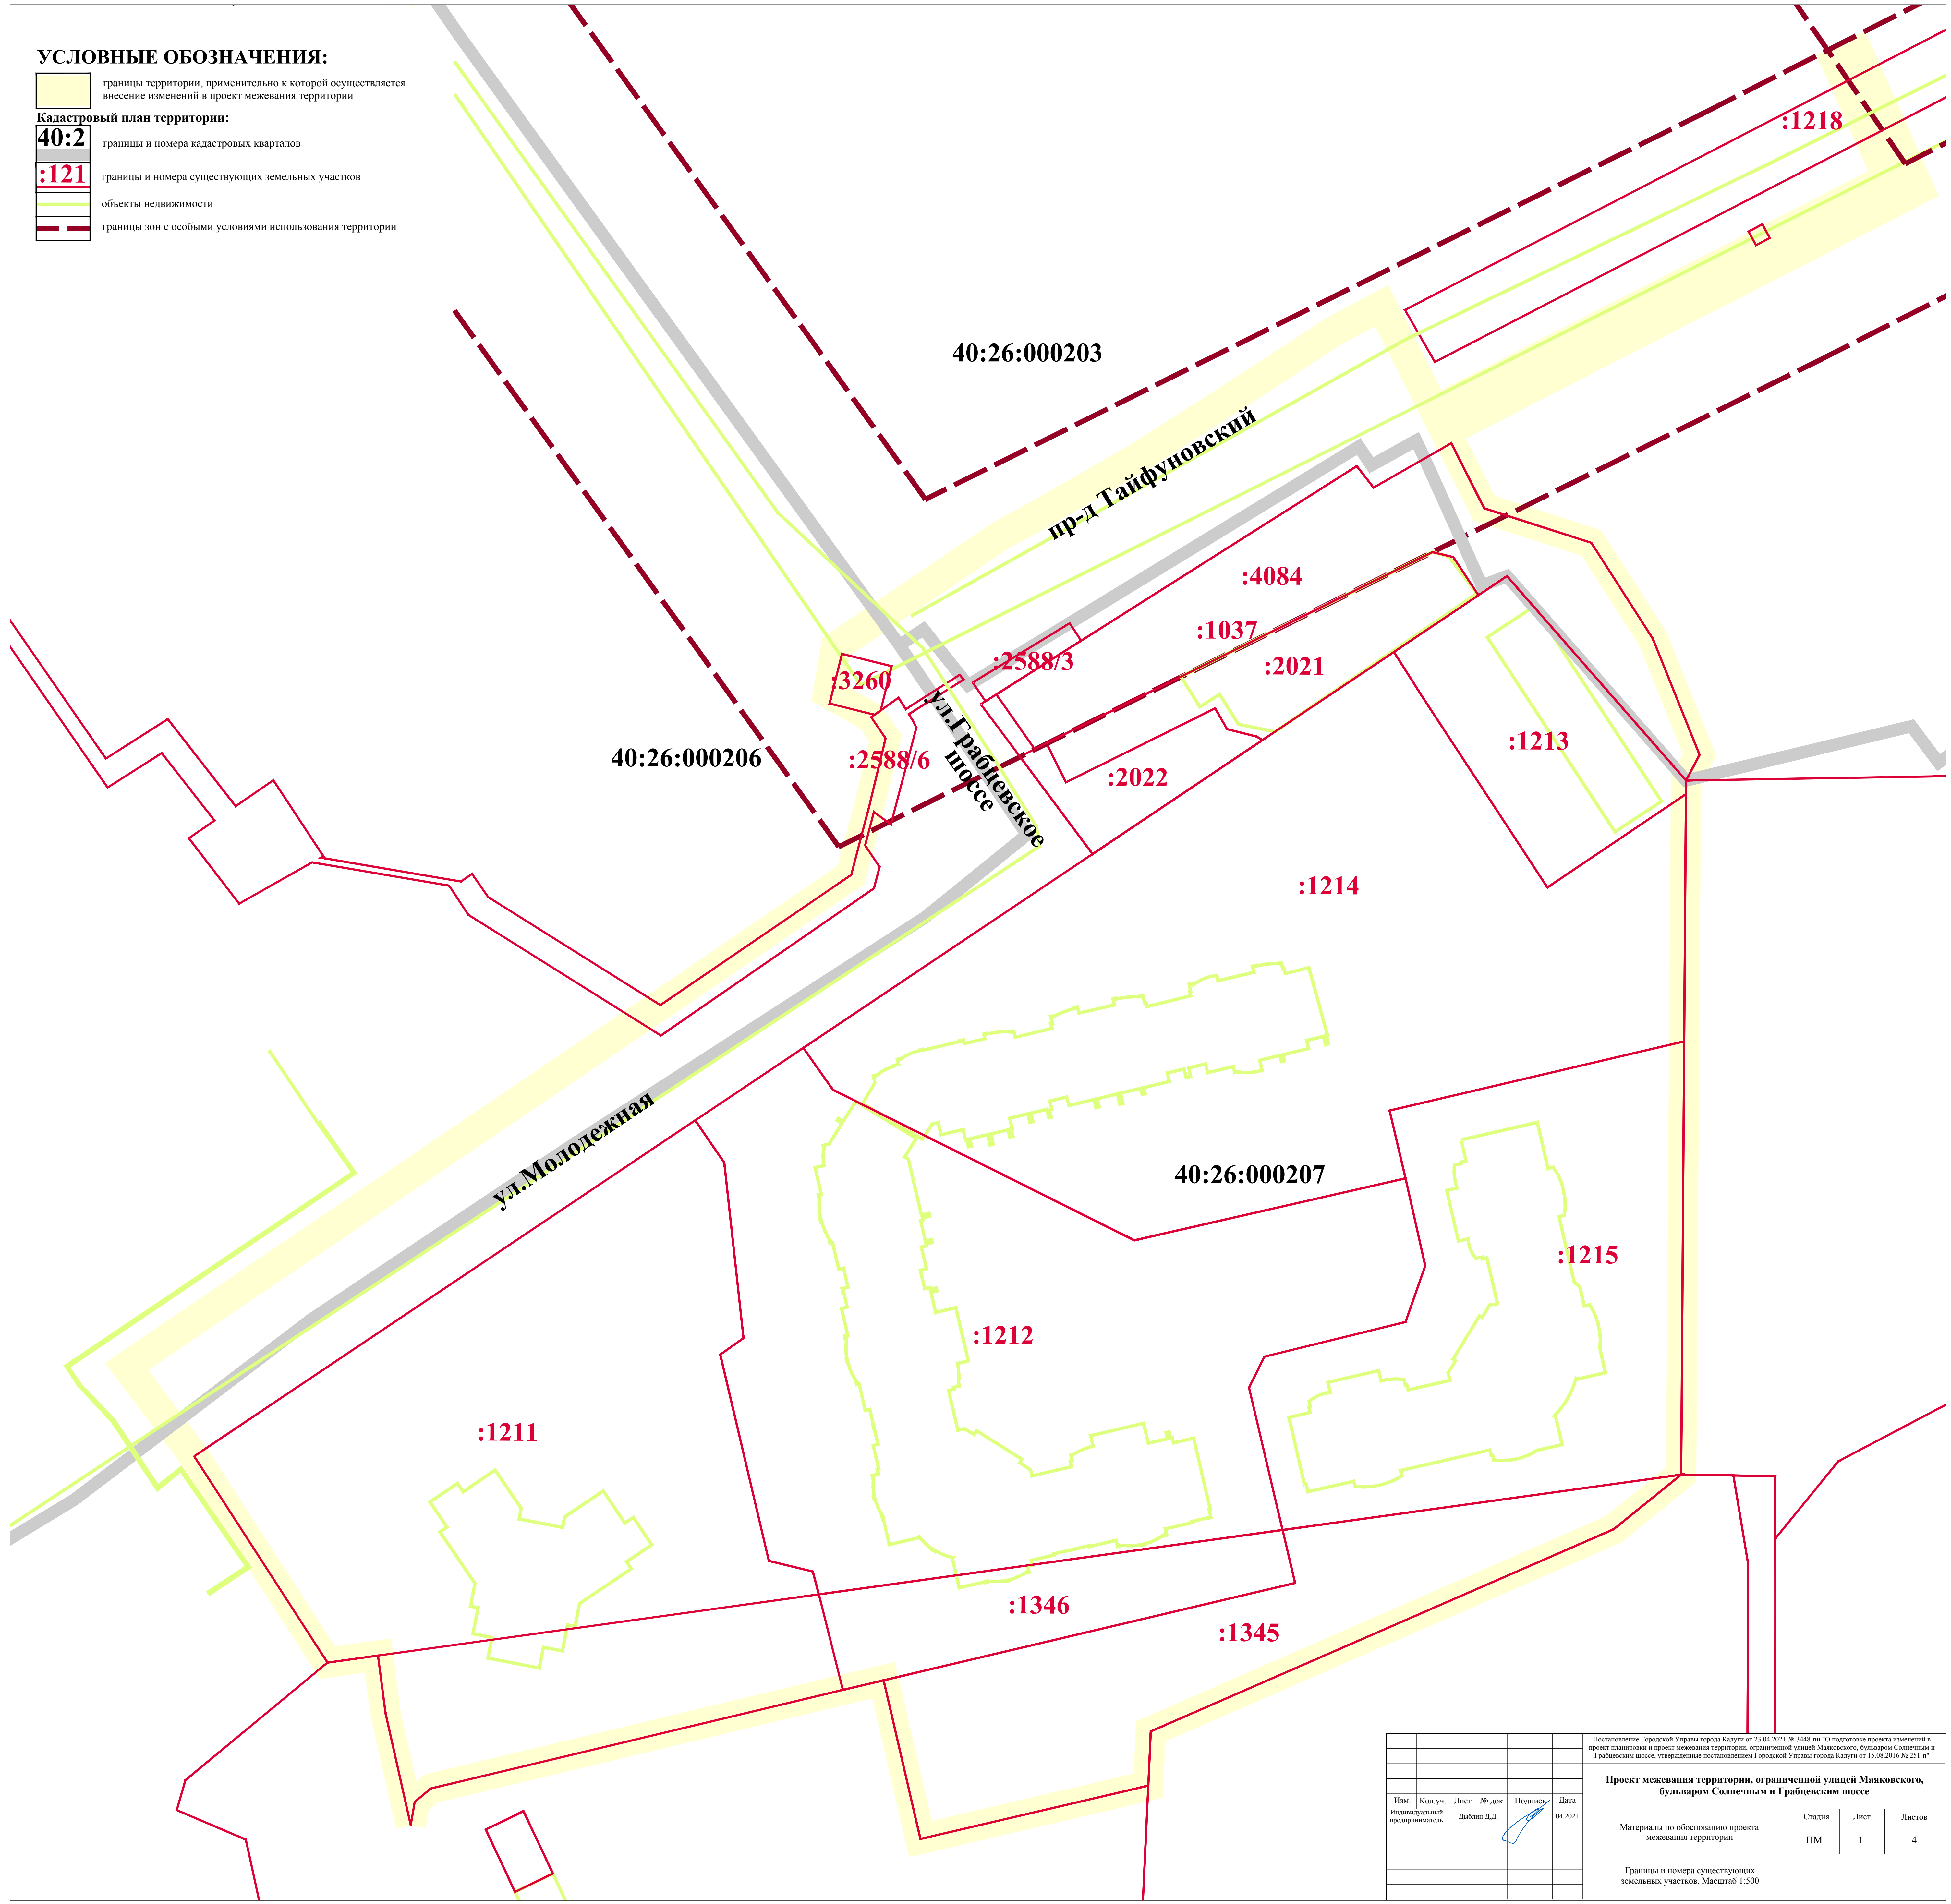 УСЛОВНЫЕ ОБОЗНАЧЕНИЯ:
границы территории, применительно к которой осуществляется
внесение изменений в проект межевания территории
Кадастровый план территории:
40:2
границы и номера кадастровых кварталов
:121
границы и номера существующих земельных участков
объекты недвижимости
границы зон с особыми условиями использования территории
:1218
40:26:000203
пр-д Тайфуновский
:4084
:1037
:2588/3
:2021
:3260
ул.Грабцевское
шоссе
:1213
40:26:000206
:2588/6
:2022
:1214
ул.Молодежная
40:26:000207
:1215
:1212
:1211
:1346
:1345
Постановление Городской Управы города Калуги от 23.04.2021 № 3448-пи "О подготовке проекта изменений в
проект планировки и проект межевания территории, ограниченной улицей Маяковского, бульваром Солнечным и
Грабцевским шоссе, утвержденные постановлением Городской Управы города Калуги от 15.08.2016 № 251-п"
Проект межевания территории, ограниченной улицей Маяковского,
бульваром Солнечным и Грабцевским шоссе
Изм. Кол.уч. Лист № док Подпись Дата
Индивидуальный
предприниматель
Дыблин Д.Д.
04.2021
Материалы по обоснованию проекта
межевания территории
Стадия Лист Листов
ПМ 1 4
Границы и номера существующих
земельных участков. Масштаб 1:500